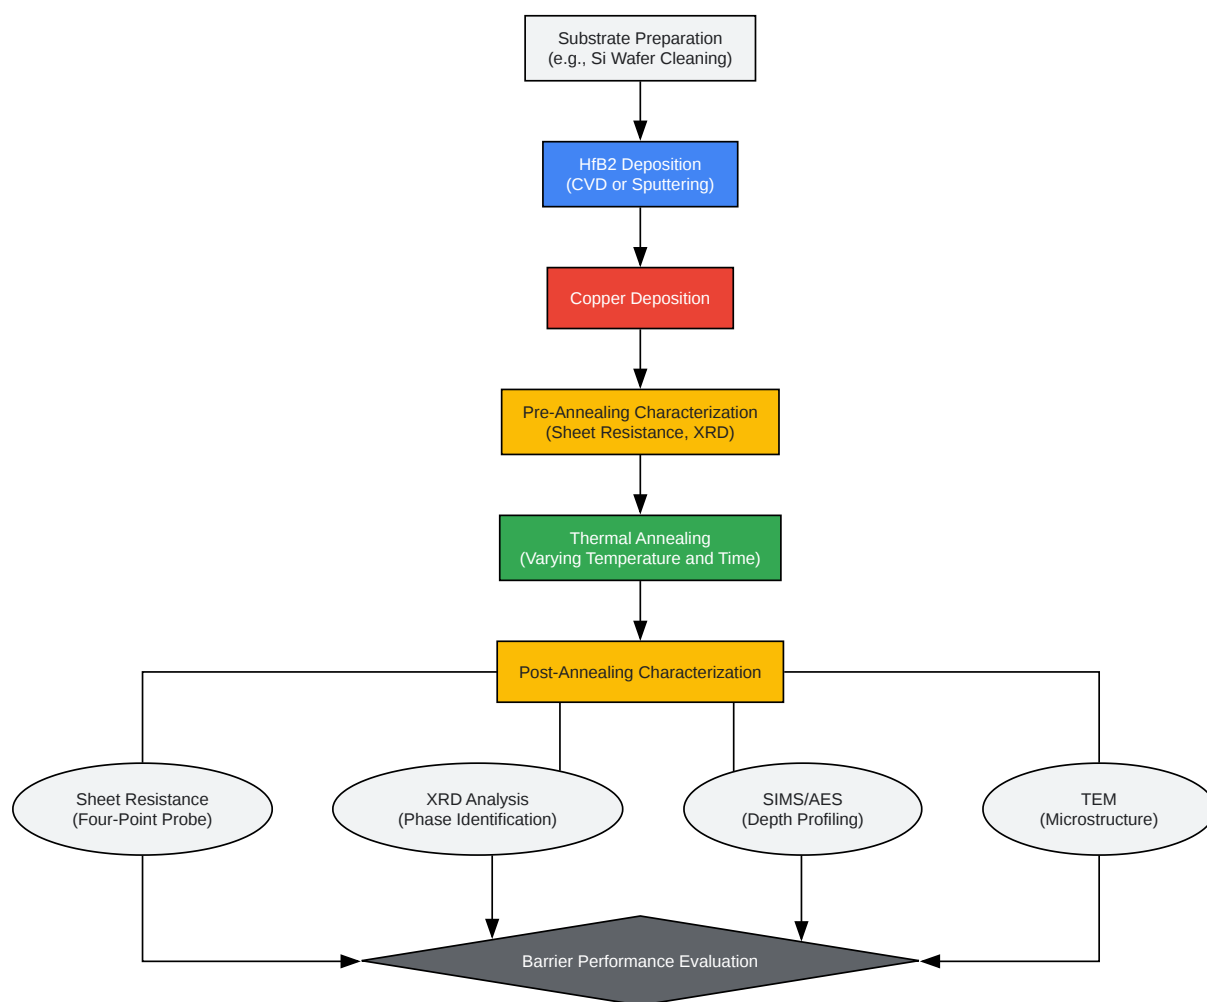 Substrate Preparation
(e.g., Si Wafer Cleaning)
HfB2 Deposition
(CVD or Sputtering)
Copper Deposition
Pre-Annealing Characterization
(Sheet Resistance, XRD)
Thermal Annealing
(Varying Temperature and Time)
Post-Annealing Characterization
Sheet Resistance
(Four-Point Probe)
XRD Analysis
(Phase Identification)
SIMS/AES
(Depth Profiling)
TEM
(Microstructure)
Barrier Performance Evaluation